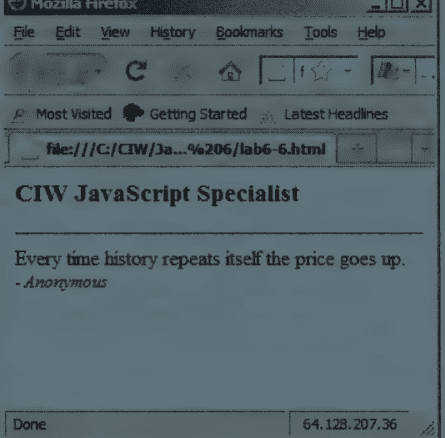 Mozilla Firefox
File Edit View History Bookmarks Tools Help
Most Visited Getting Started Latest Headlines
file:///C:/CIW/Ja...%206/lab6-6.html
CIW JavaScript Specialist
Every time history repeats itself the price goes up.
- Anonymous
Done 64.128.207.36